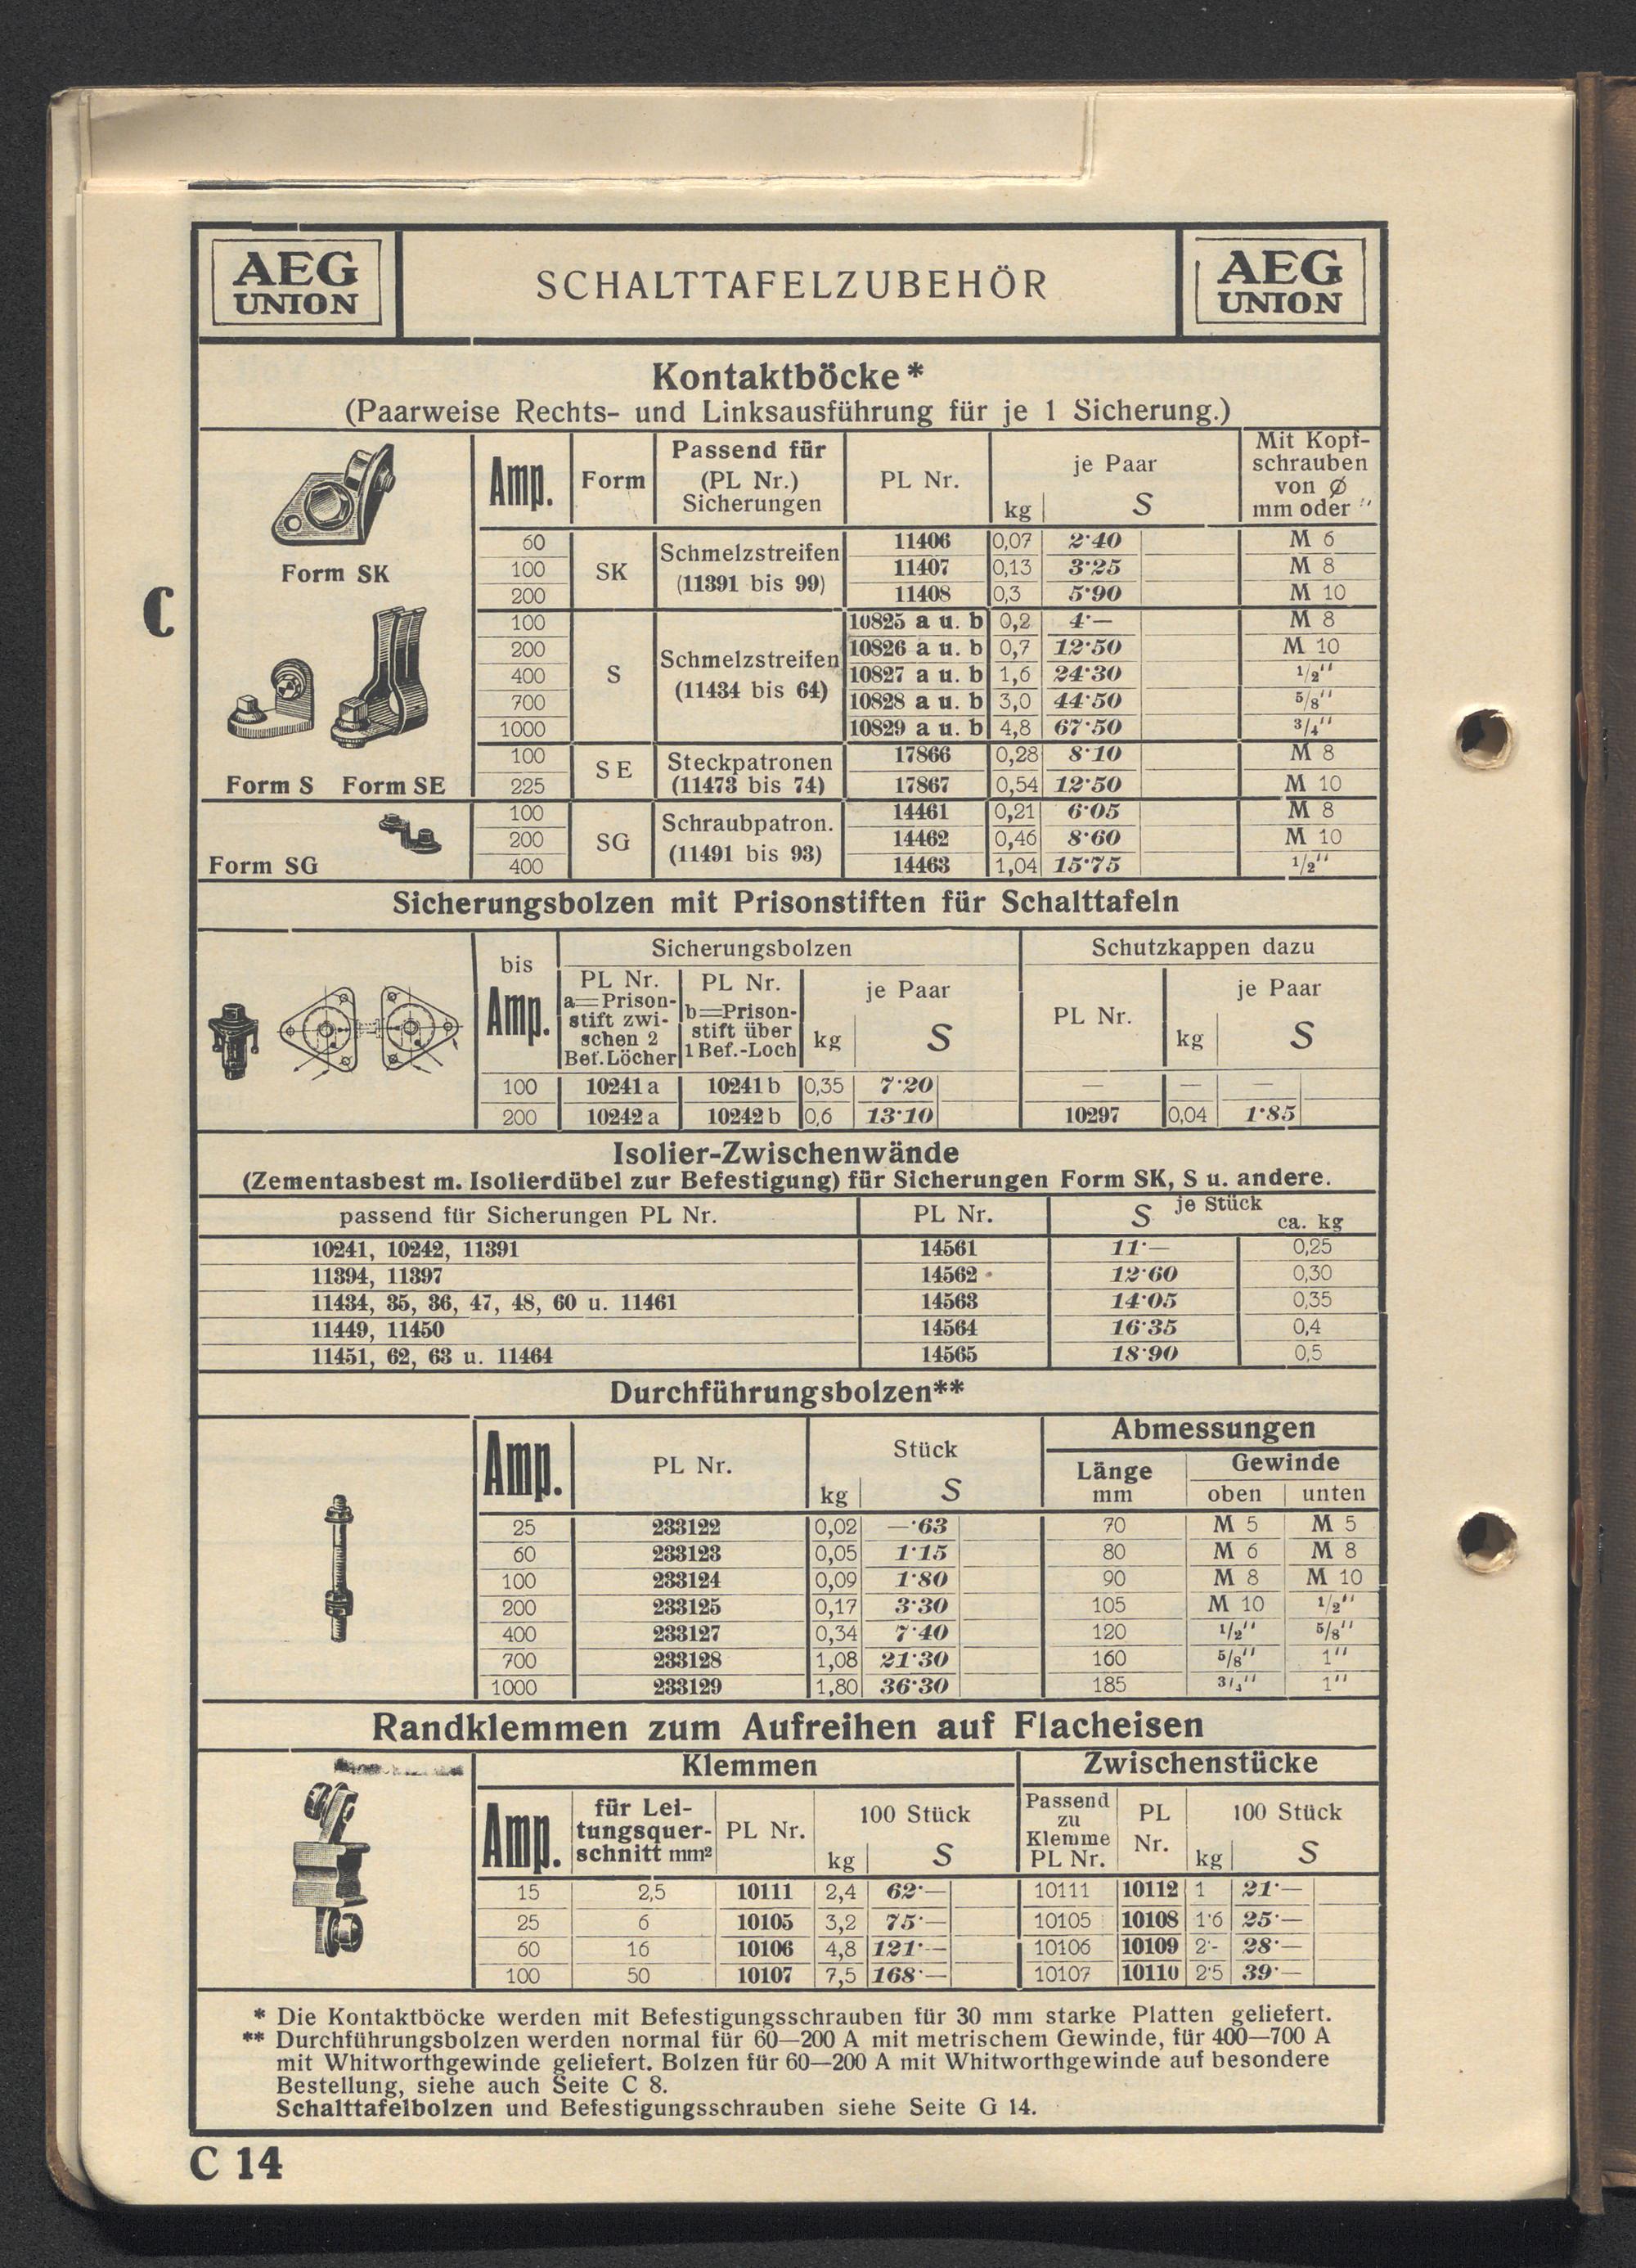 AEG
UNION
SCHALTTAFELZUBEHÖR
AEG
UNION
Kontaktböcke*
(Paarweise Rechts- und Linksausführung für je 1 Sicherung.)
Amp. Form Passend für (PL Nr.) Sicherungen PL Nr. je Paar kg S Mit Kopf-
schrauben
von Ø
mm oder "
Form SK
60 11406 0,07 2·40 M 6
100 SK Schmelzstreifen (11391 bis 99) 11407 0,13 3·25 M 8
200 11408 0,3 5·90 M 10
C
100 10825 a u. b 0,2 4·— M 8
200 10826 a u. b 0,7 12·50 M 10
400 S Schmelzstreifen (11434 bis 64) 10827 a u. b 1,6 24·30 1/2"
700 10828 a u. b 3,0 44·50 5/8"
1000 10829 a u. b 4,8 67·50 3/4"
Form S Form SE
100 SE Steckpatronen 17866 0,28 8·10 M 8
225 (11473 bis 74) 17867 0,54 12·50 M 10
Form SG
100 14461 0,21 6·05 M 8
200 SG Schraubpatron. (11491 bis 93) 14462 0,46 8·60 M 10
400 14463 1,04 15·75 1/2"
Sicherungsbolzen mit Prisonstiften für Schalttafeln
bis Amp. Sicherungsbolzen Schutzkappen dazu
PL Nr.
a=Prison-
stift zwi-
schen 2
Bef.Löcher
PL Nr.
b=Prison-
stift über
1 Bef.-Loch
je Paar
kg S
PL Nr.
je Paar
kg S
100 10241 a 10241 b 0,35 7·20 — — —
200 10242 a 10242 b 0,6 13·10 10297 0,04 1·85
Isolier-Zwischenwände
(Zementasbest m. Isolierdübel zur Befestigung) für Sicherungen Form SK, S u. andere.
passend für Sicherungen PL Nr. PL Nr. S je Stück ca. kg
10241, 10242, 11391 14561 11·— 0,25
11394, 11397 14562 12·60 0,30
11434, 35, 36, 47, 48, 60 u. 11461 14563 14·05 0,35
11449, 11450 14564 16·35 0,4
11451, 62, 63 u. 11464 14565 18·90 0,5
Durchführungsbolzen**
Amp. PL Nr. Stück kg S Abmessungen
Länge mm Gewinde
oben unten
25 233122 0,02 —·63 70 M 5 M 5
60 233123 0,05 1·15 80 M 6 M 8
100 233124 0,09 1·80 90 M 8 M 10
200 233125 0,17 3·30 105 M 10 1/2"
400 233127 0,34 7·40 120 1/2" 5/8"
700 233128 1,08 21·30 160 5/8" 1"
1000 233129 1,80 36·30 185 3/4" 1"
Randklemmen zum Aufreihen auf Flacheisen
Klemmen Zwischenstücke
Amp.
für Lei-
tungsquer-
schnitt mm²
PL Nr.
100 Stück
kg S
Passend
zu
Klemme
PL Nr.
PL
Nr.
100 Stück
kg S
15 2,5 10111 2,4 62·— 10111 10112 1 21·—
25 6 10105 3,2 75·— 10105 10108 1·6 25·—
60 16 10106 4,8 121·— 10106 10109 2·- 28·—
100 50 10107 7,5 168·— 10107 10110 2·5 39·—
* Die Kontaktböcke werden mit Befestigungsschrauben für 30 mm starke Platten geliefert.
** Durchführungsbolzen werden normal für 60—200 A mit metrischem Gewinde, für 400—700 A
mit Whitworthgewinde geliefert. Bolzen für 60—200 A mit Whitworthgewinde auf besondere
Bestellung, siehe auch Seite C 8.
Schalttafelbolzen und Befestigungsschrauben siehe Seite G 14.
C 14